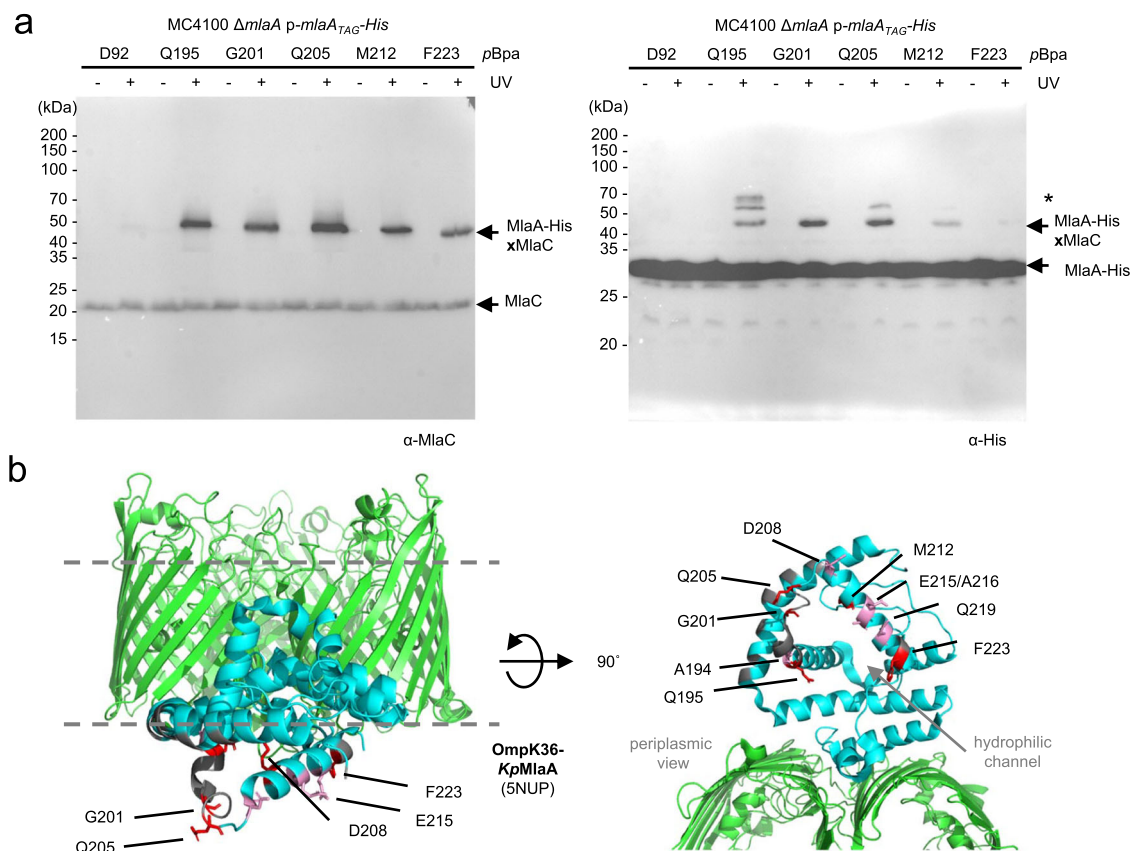 a
MC4100 ΔmlaA p-mlaATAG-His
D92 Q195 G201 Q205 M212 F223 pBpa
- + - + - + - + - + - + UV
(kDa)
200 -
150 -
100 -
70 -
50 -
40 -
35 -
25 -
20 -
15 -
MlaA-His
xMlaC
MlaC
α-MlaC
MC4100 ΔmlaA p-mlaATAG-His
D92 Q195 G201 Q205 M212 F223 pBpa
- + - + - + - + - + - + UV
(kDa)
200 -
150 -
100 -
70 -
50 -
40 -
35 -
25 -
20 -
*
MlaA-His
xMlaC
MlaA-His
α-His
b
G201
Q205
D208
E215
F223
OmpK36-
KpMlaA
(5NUP)
90°
D208
M212
Q205
E215/A216
G201
Q219
A194
F223
Q195
periplasmic
view
hydrophilic
channel